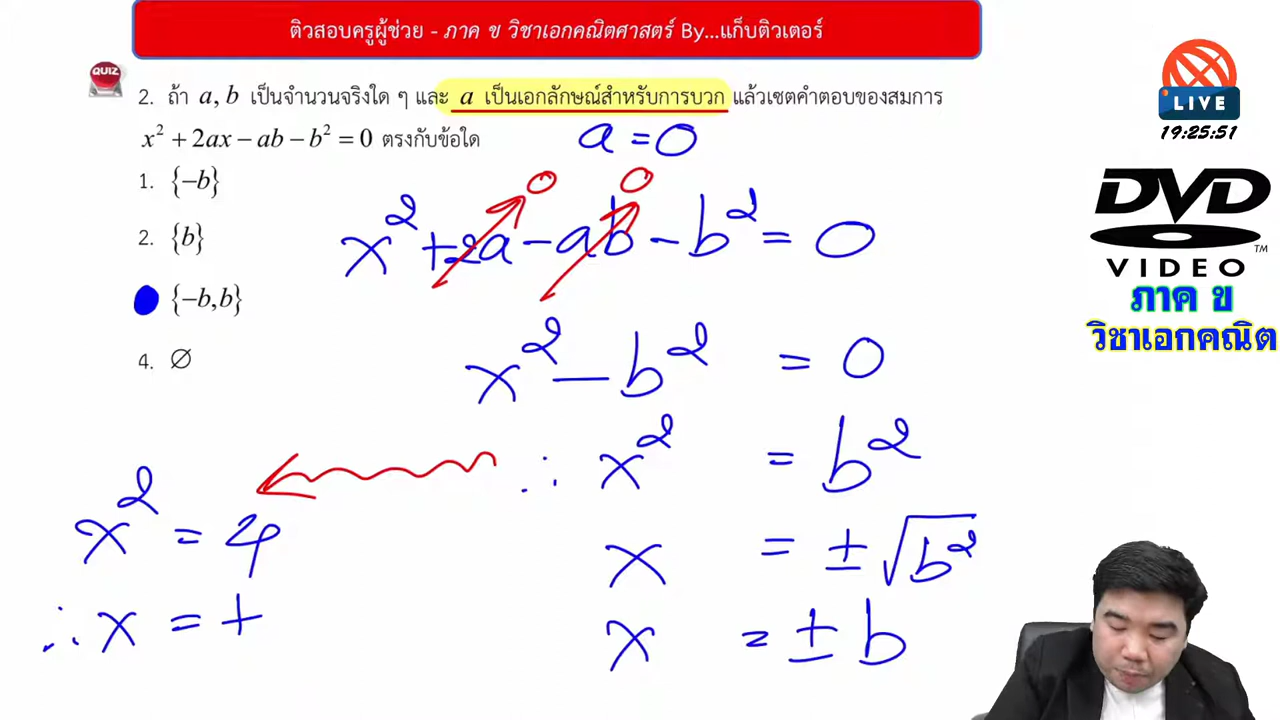 ติวสอบครูผู้ช่วย - ภาค ข วิชาเอกคณิตศาสตร์ By...แก็บติวเตอร์
QUIZ
2. ถ้า a, b เป็นจำนวนจริงใด ๆ และ a เป็นเอกลักษณ์สำหรับการบวก แล้วเซตคำตอบของสมการ
x² + 2ax − ab − b² = 0 ตรงกับข้อใด
a = 0
1. {−b}
2. {b}
{−b,b}
4. ∅
0 0
x² + 2a − ab − b² = 0
x² − b² = 0
∴ x² = b²
x = ± √b²
x = ± b
x² = 4
∴ x = +
LIVE
19:25:51
DVD
VIDEO
TM
ภาค ข
วิชาเอกคณิต